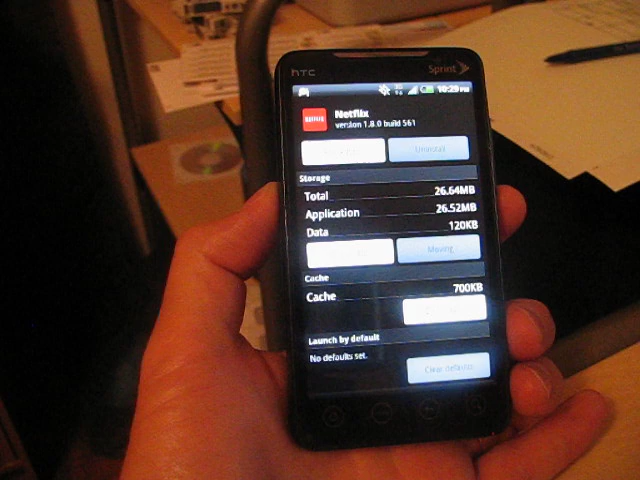 hTC
Sprint
10:29 PM
NETFLIX
Netflix
version 1.8.0 build 561
Uninstall
Storage
Total 26.64MB
Application 26.52MB
Data 120KB
Moving
Cache
Cache 700KB
Launch by default
No defaults set.
Clear defaults